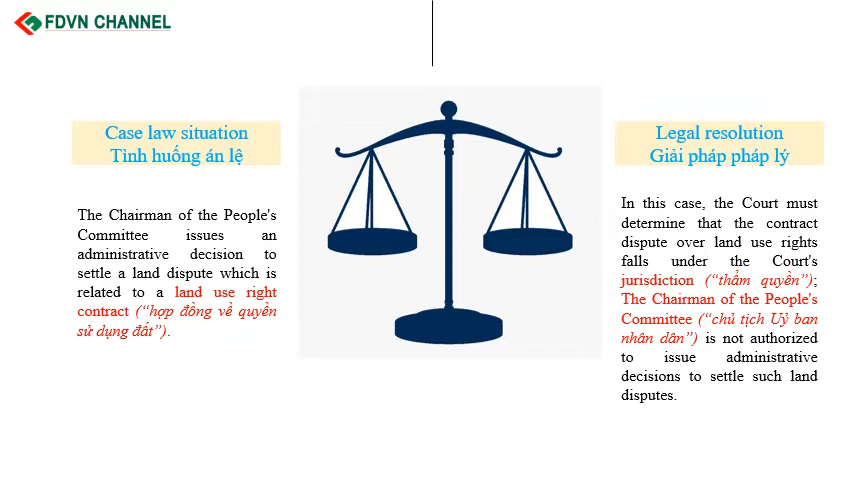 FDVN CHANNEL
Case law situation
Tình huống án lệ
The Chairman of the People's
Committee issues an
administrative decision to
settle a land dispute which is
related to a land use right
contract (“hợp đồng về quyền
sử dụng đất”).
Legal resolution
Giải pháp pháp lý
In this case, the Court must
determine that the contract
dispute over land use rights
falls under the Court's
jurisdiction (“thẩm quyền”);
The Chairman of the People's
Committee (“chủ tịch Uỷ ban
nhân dân”) is not authorized
to issue administrative
decisions to settle such land
disputes.